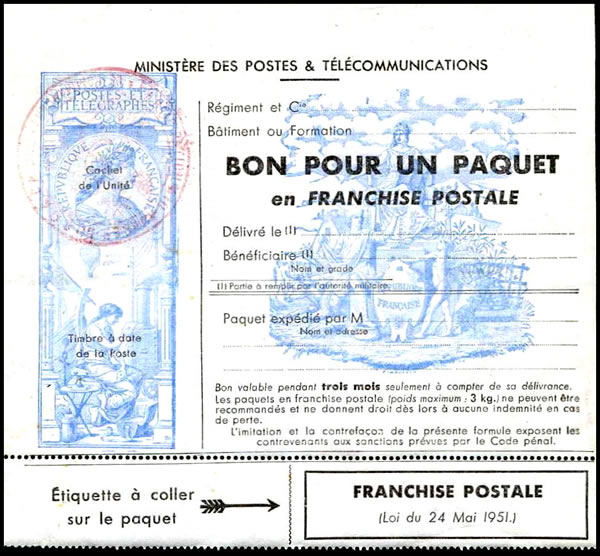 MINISTÈRE DES POSTES & TÉLÉCOMMUNICATIONS
POSTES ET
TÉLÉGRAPHES
RÉPUBLIQUE FRANÇAISE
Cachet
de l'Unité
Timbre à date
de la Poste
Régiment et Cie
Bâtiment ou Formation
BON POUR UN PAQUET
en FRANCHISE POSTALE
Délivré le (1)
Bénéficiaire (1)
Nom et grade
(1) Partie à remplir par l'autorité militaire.
RÉPUBLIQUE
FRANÇAISE
Paquet expédié par M
Nom et adresse
Bon valable pendant trois mois seulement à compter de sa délivrance.
Les paquets en franchise postale (poids maximum : 3 kg.) ne peuvent être
recommandés et ne donnent droit dès lors à aucune indemnité en cas
de perte.
L'imitation et la contrefaçon de la présente formule exposent les
contrevenants aux sanctions prévues par le Code pénal.
Étiquette à coller
sur le paquet
FRANCHISE POSTALE
(Loi du 24 Mai 1951.)